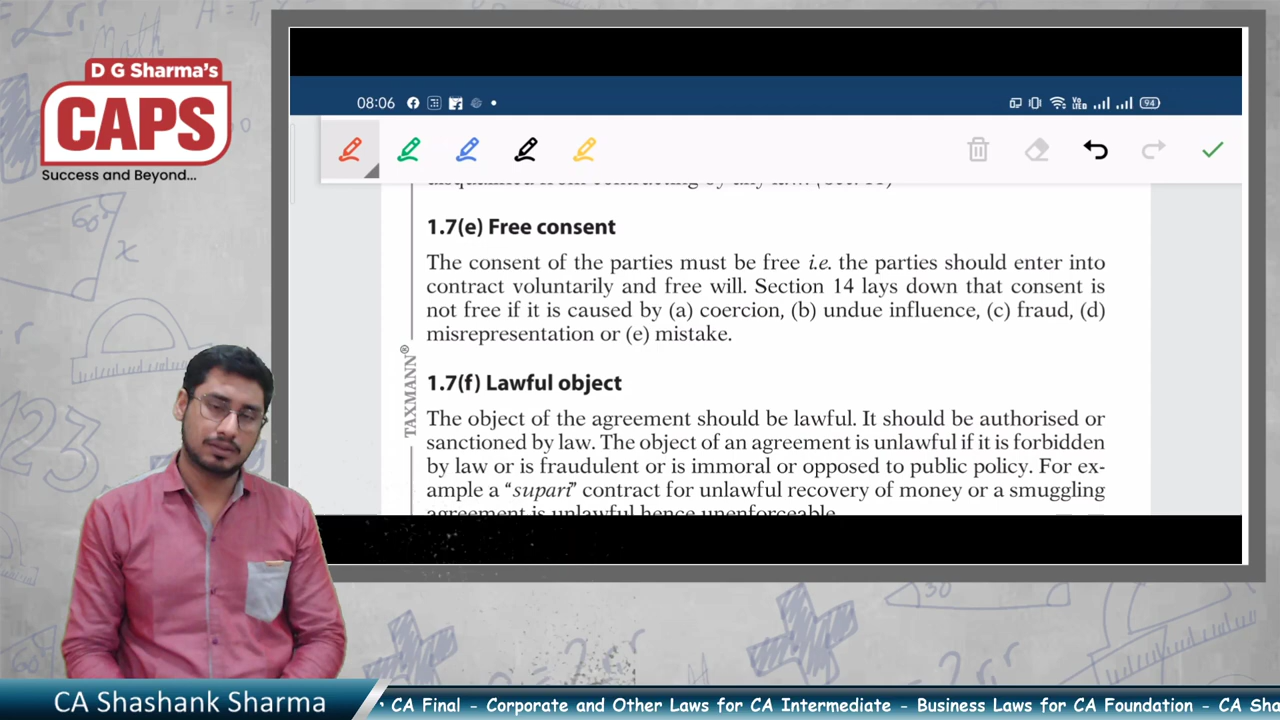 D G Sharma's
CAPS
Success and Beyond...
08:06
94
1.7(e) Free consent
The consent of the parties must be free i.e. the parties should enter into
contract voluntarily and free will. Section 14 lays down that consent is
not free if it is caused by (a) coercion, (b) undue influence, (c) fraud, (d)
misrepresentation or (e) mistake.
TAXMANN®
1.7(f) Lawful object
The object of the agreement should be lawful. It should be authorised or
sanctioned by law. The object of an agreement is unlawful if it is forbidden
by law or is fraudulent or is immoral or opposed to public policy. For ex-
ample a “supari” contract for unlawful recovery of money or a smuggling
agreement is unlawful hence unenforceable
CA Shashank Sharma
CA Final - Corporate and Other Laws for CA Intermediate - Business Laws for CA Foundation - CA Sha